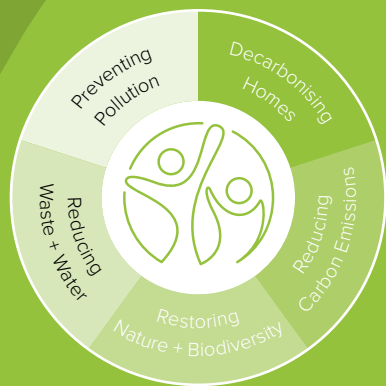 Decarbonising
Homes
Reducing
Carbon Emissions
Restoring
Nature + Biodiversity
Reducing
Waste + Water
Preventing
Pollution